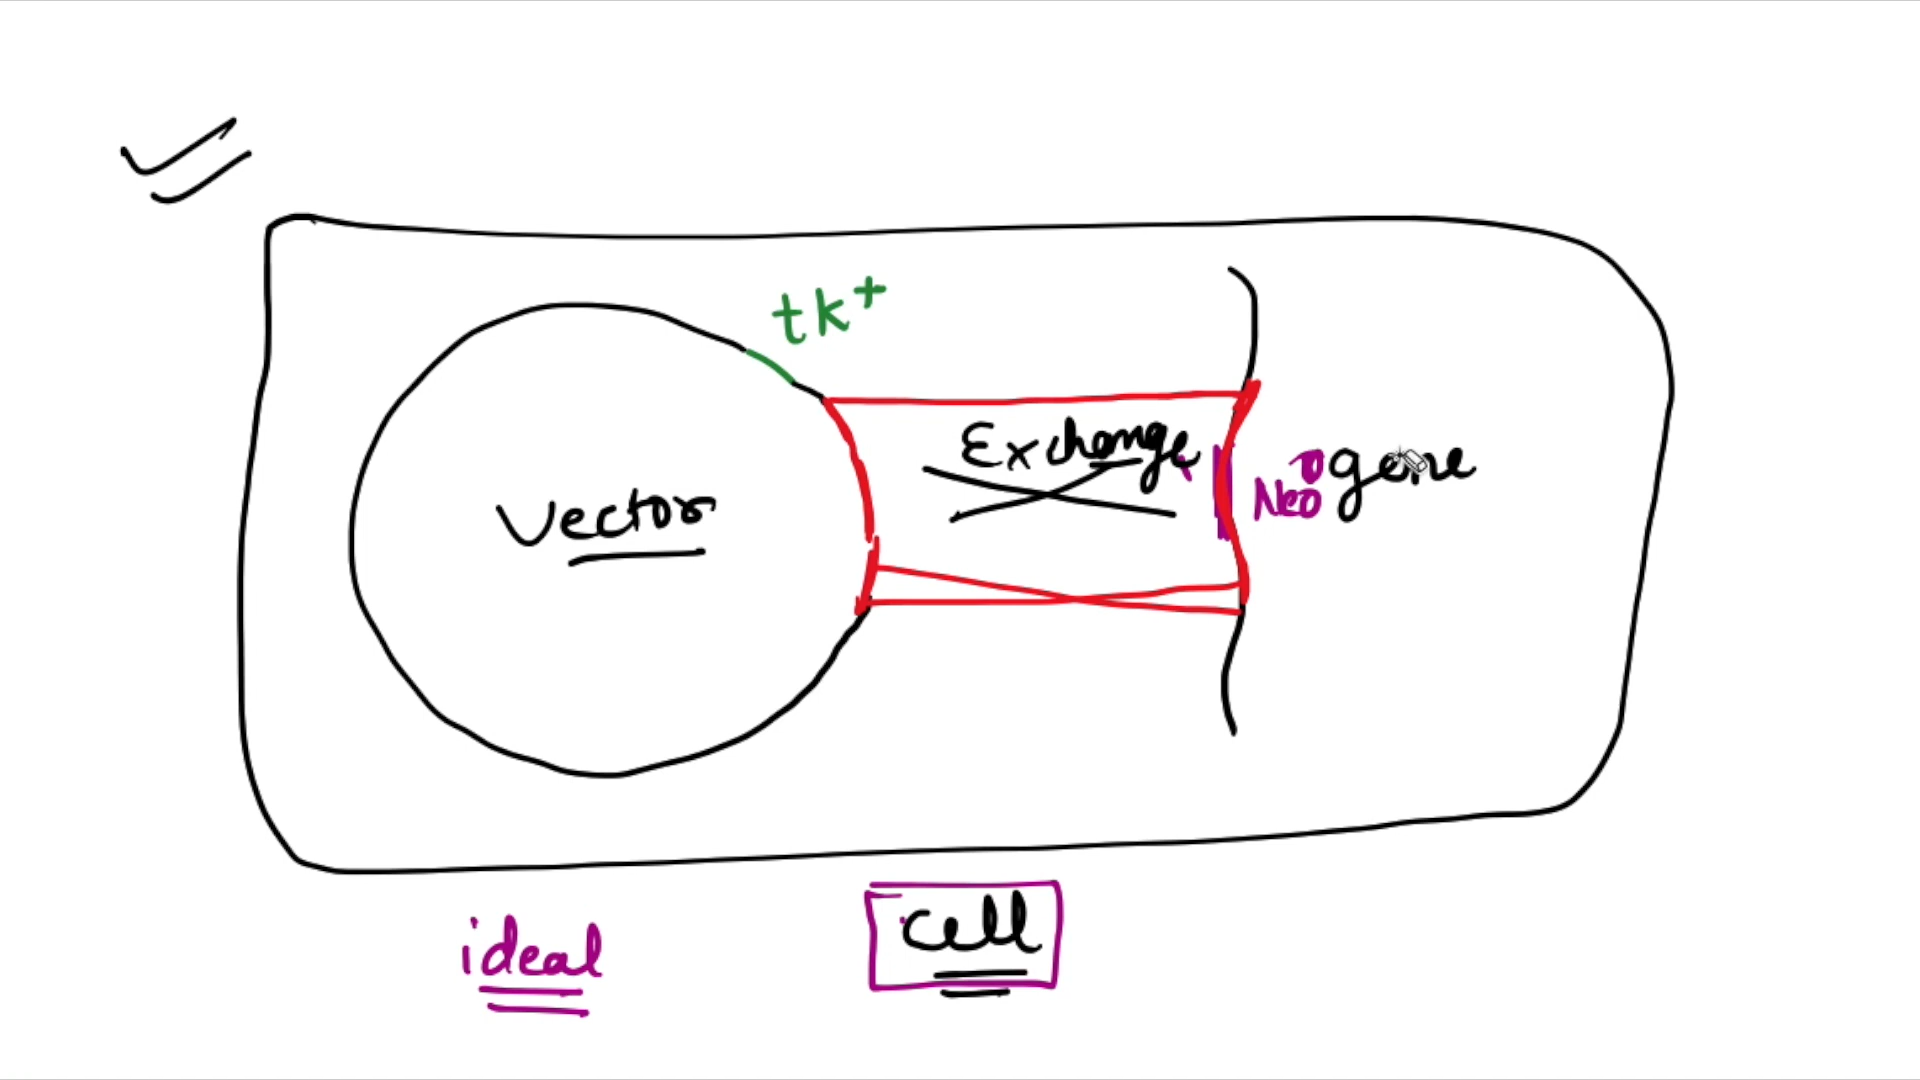 tk+
Exchange
gene
Neo
Vector
cell
ideal